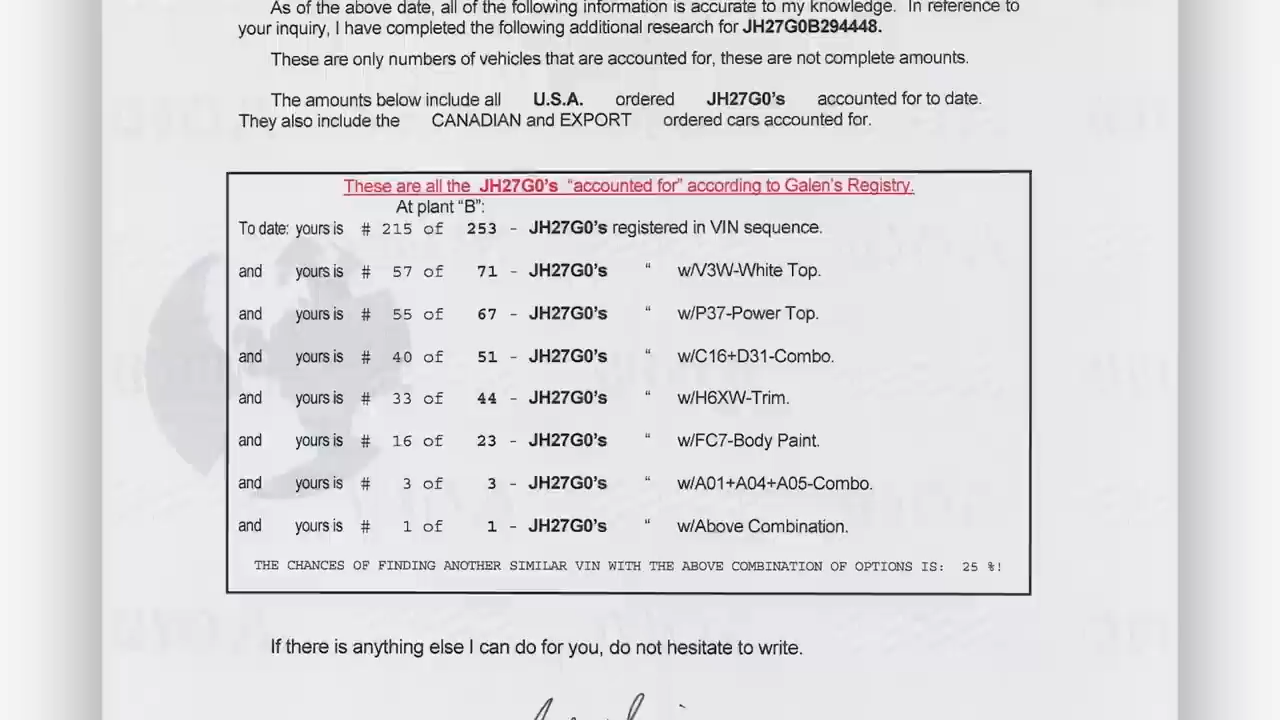 As of the above date, all of the following information is accurate to my knowledge. In reference to
your inquiry, I have completed the following additional research for JH27G0B294448.
These are only numbers of vehicles that are accounted for, these are not complete amounts.
The amounts below include all U.S.A. ordered JH27G0's accounted for to date.
They also include the CANADIAN and EXPORT ordered cars accounted for.
These are all the JH27G0's "accounted for" according to Galen's Registry.
At plant "B":
To date: yours is # 215 of 253 - JH27G0's registered in VIN sequence.
and yours is # 57 of 71 - JH27G0's " w/V3W-White Top.
and yours is # 55 of 67 - JH27G0's " w/P37-Power Top.
and yours is # 40 of 51 - JH27G0's " w/C16+D31-Combo.
and yours is # 33 of 44 - JH27G0's " w/H6XW-Trim.
and yours is # 16 of 23 - JH27G0's " w/FC7-Body Paint.
and yours is # 3 of 3 - JH27G0's " w/A01+A04+A05-Combo.
and yours is # 1 of 1 - JH27G0's " w/Above Combination.
THE CHANCES OF FINDING ANOTHER SIMILAR VIN WITH THE ABOVE COMBINATION OF OPTIONS IS: 25 %!
If there is anything else I can do for you, do not hesitate to write.